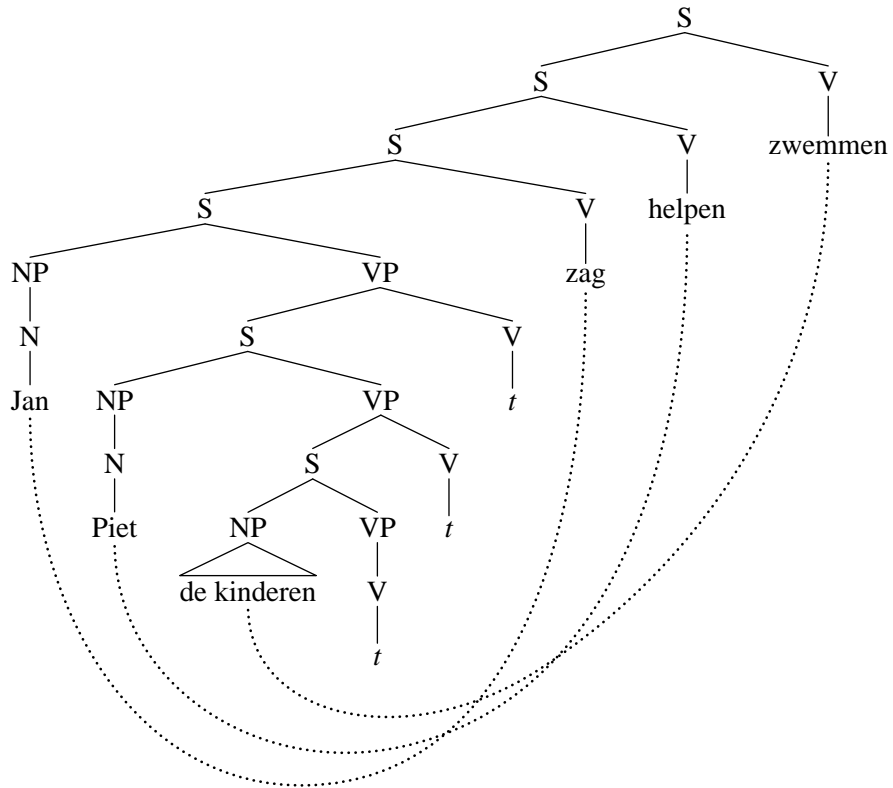 S
S V
S V zwemmen
S V helpen
NP VP zag
N S V
Jan NP VP t
N S V
Piet NP VP t
de kinderen V
t